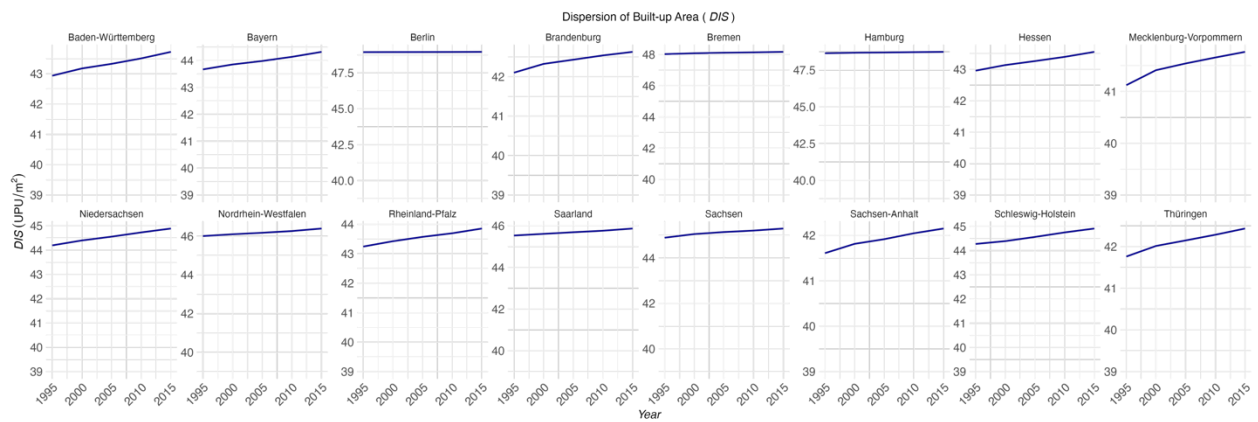 Dispersion of Built-up Area ( DIS )
Baden-Württemberg Bayern Berlin Brandenburg Bremen Hamburg Hessen Mecklenburg-Vorpommern
43 42 41 40 39
44 43 42 41 40 39
47.5 45.0 42.5 40.0
42 41 40 39
48 46 44 42 40
47.5 45.0 42.5 40.0
43 42 41 40 39
41 40 39
DIS (UPU/m²)
Niedersachsen Nordrhein-Westfalen Rheinland-Pfalz Saarland Sachsen Sachsen-Anhalt Schleswig-Holstein Thüringen
45 44 43 42 41 40 39
46 44 42 40
44 43 42 41 40 39
46 44 42 40
44 42 40
42 41 40 39
45 44 43 42 41 40 39
42 41 40 39
1995 2000 2005 2010 2015
1995 2000 2005 2010 2015
1995 2000 2005 2010 2015
1995 2000 2005 2010 2015
1995 2000 2005 2010 2015
1995 2000 2005 2010 2015
1995 2000 2005 2010 2015
1995 2000 2005 2010 2015
Year